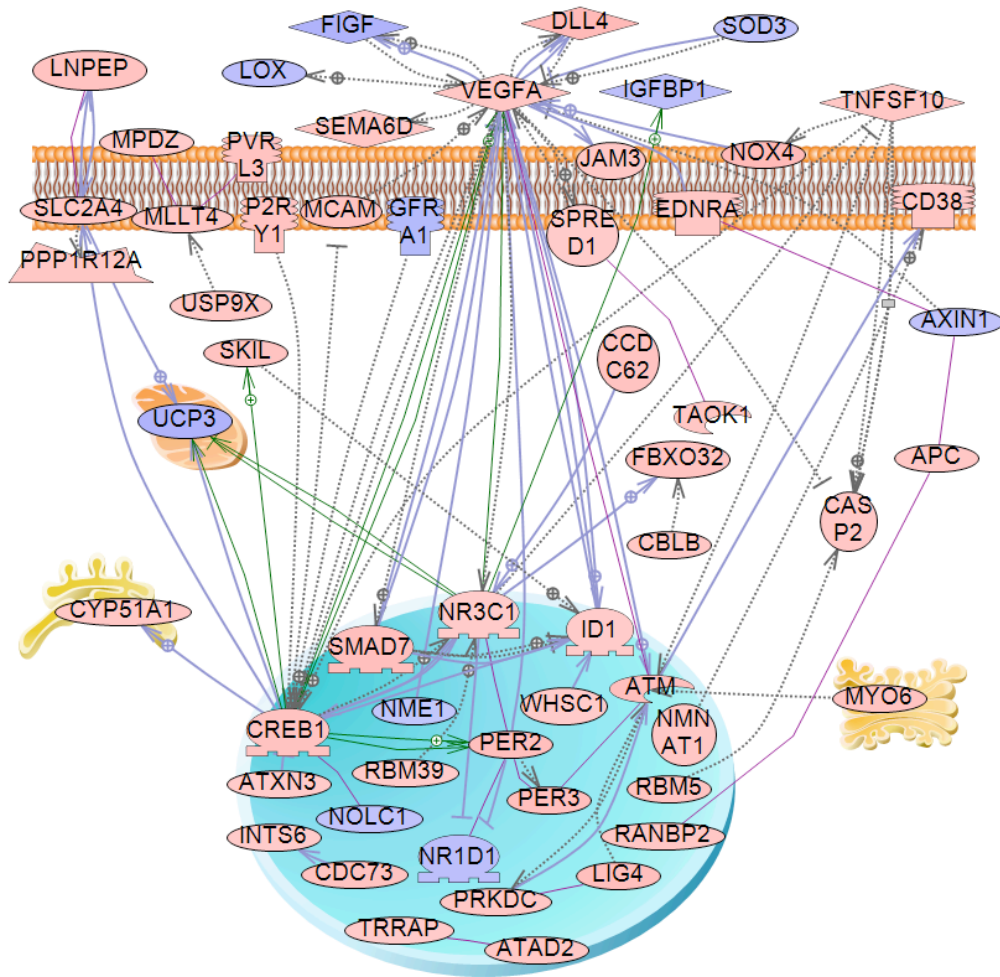 FIGF
DLL4
SOD3
LNPEP
LOX
VEGFA
IGFBP1
TNFSF10
SEMA6D
MPDZ
PVR
L3
JAM3
NOX4
SLC2A4
MLLT4
P2R
Y1
MCAM
GFR
A1
SPRE
D1
EDNRA
CD38
PPP1R12A
USP9X
AXIN1
SKIL
CCD
C62
UCP3
TAOK1
FBXO32
APC
CAS
P2
CBLB
CYP51A1
NR3C1
SMAD7
ID1
ATM
MYO6
NME1
WHSC1
NMN
AT1
CREB1
PER2
RBM39
ATXN3
PER3
RBM5
NOLC1
RANBP2
INTS6
NR1D1
CDC73
LIG4
PRKDC
TRRAP
ATAD2